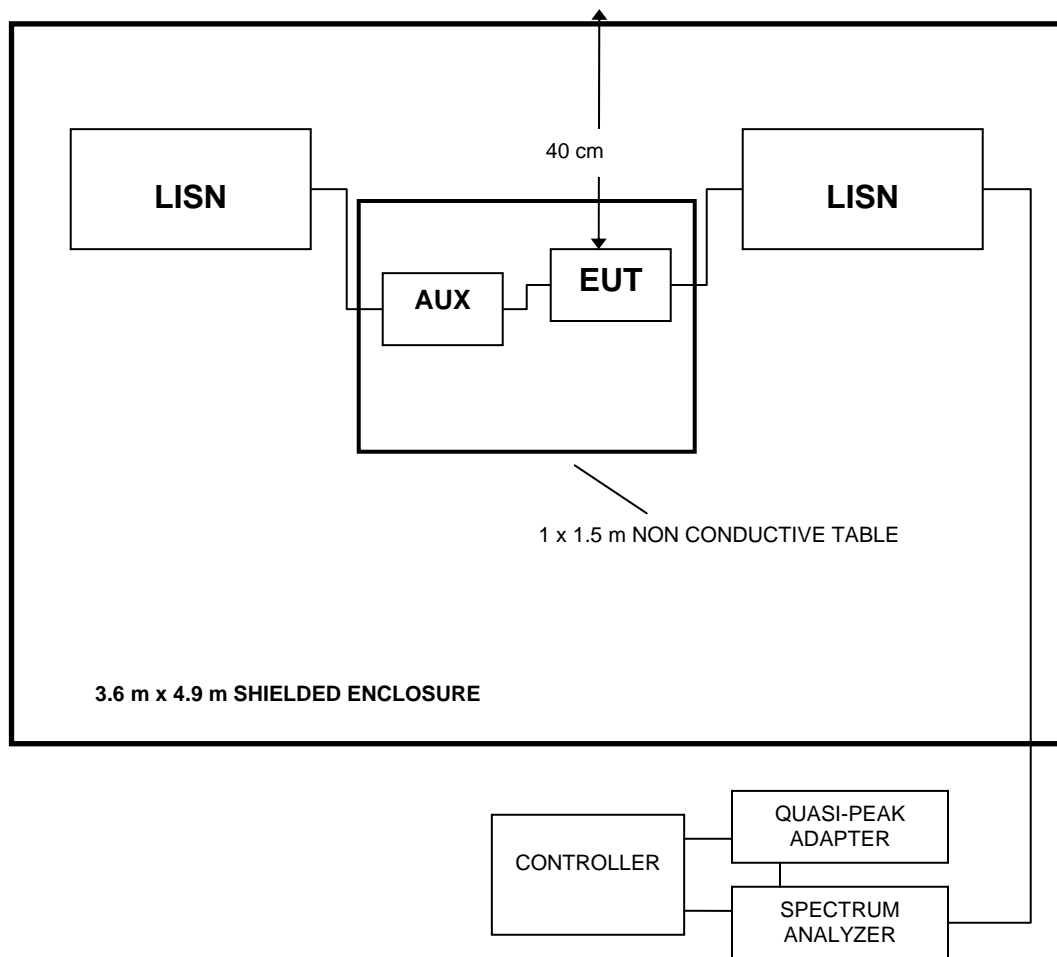 40 cm
LISN
LISN
EUT
AUX
1 x 1.5 m NON CONDUCTIVE TABLE
3.6 m x 4.9 m SHIELDED ENCLOSURE
QUASI-PEAK
ADAPTER
CONTROLLER
SPECTRUM
ANALYZER